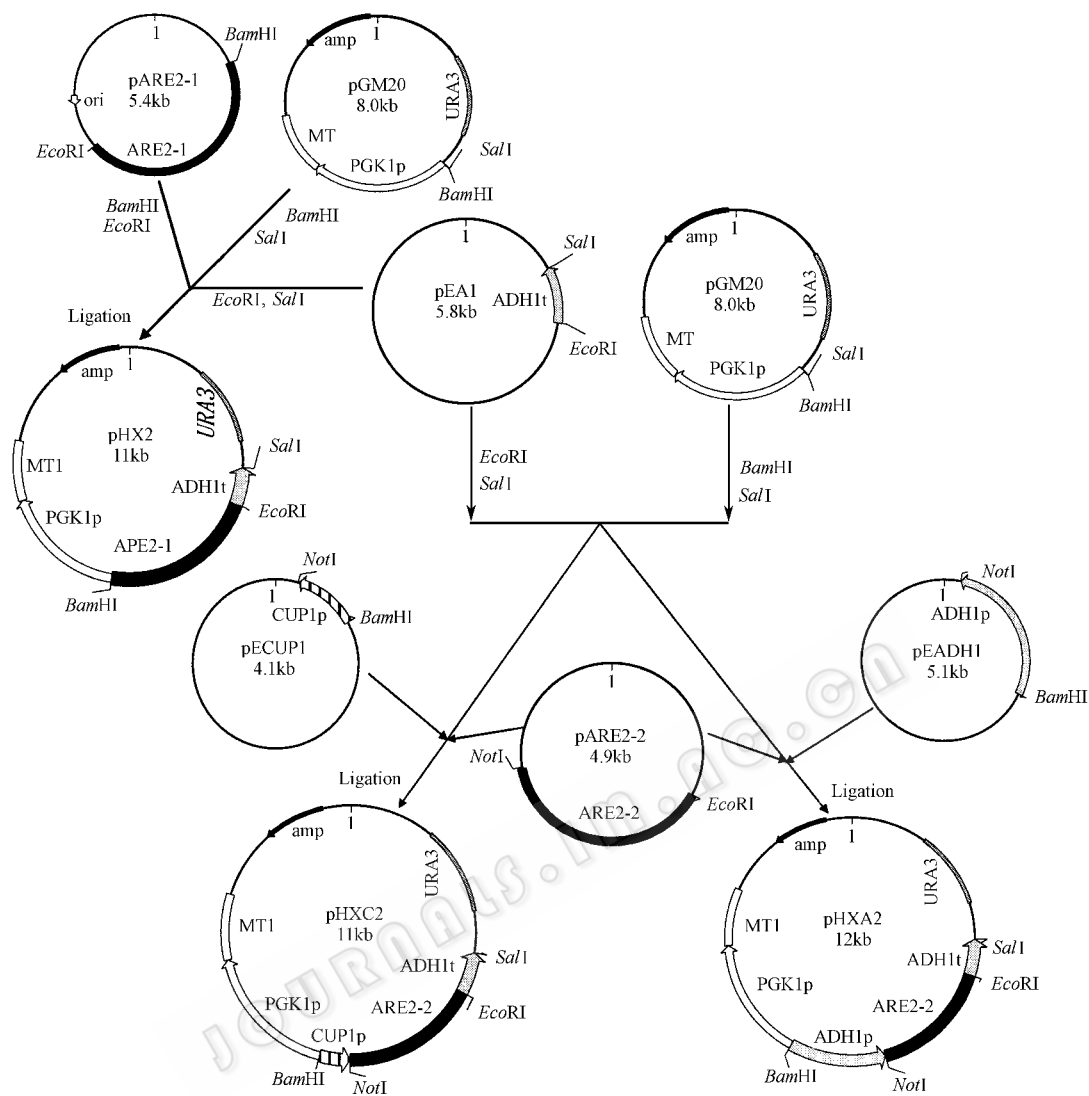 1
BamHI
pARE2-1
5.4kb
ori
EcoRI
ARE2-1
amp
1
pGM20
8.0kb
URA3
MT
PGK1p
SalI
BamHI
BamHI
EcoRI
BamHI
SalI
EcoRI, SalI
Ligation
1
SalI
pEA1
5.8kb
ADH1t
EcoRI
amp
1
pGM20
8.0kb
URA3
MT
PGK1p
SalI
BamHI
amp
1
URA3
pHX2
11kb
MT1
SalI
ADH1t
EcoRI
PGK1p
APE2-1
BamHI
EcoRI
SalI
BamHI
SalI
NotI
1
CUP1p
BamHI
pECUP1
4.1kb
NotI
1
ADH1p
pEADH1
5.1kb
BamHI
1
pARE2-2
4.9kb
NotI
EcoRI
ARE2-2
Ligation
Ligation
amp
1
URA3
pHXC2
11kb
MT1
SalI
ADH1t
EcoRI
PGK1p
ARE2-2
CUP1p
BamHI
NotI
amp
1
URA3
pHXA2
12kb
MT1
SalI
ADH1t
EcoRI
PGK1p
ARE2-2
ADH1p
BamHI
NotI
JOURNALS.IM.AC.CN